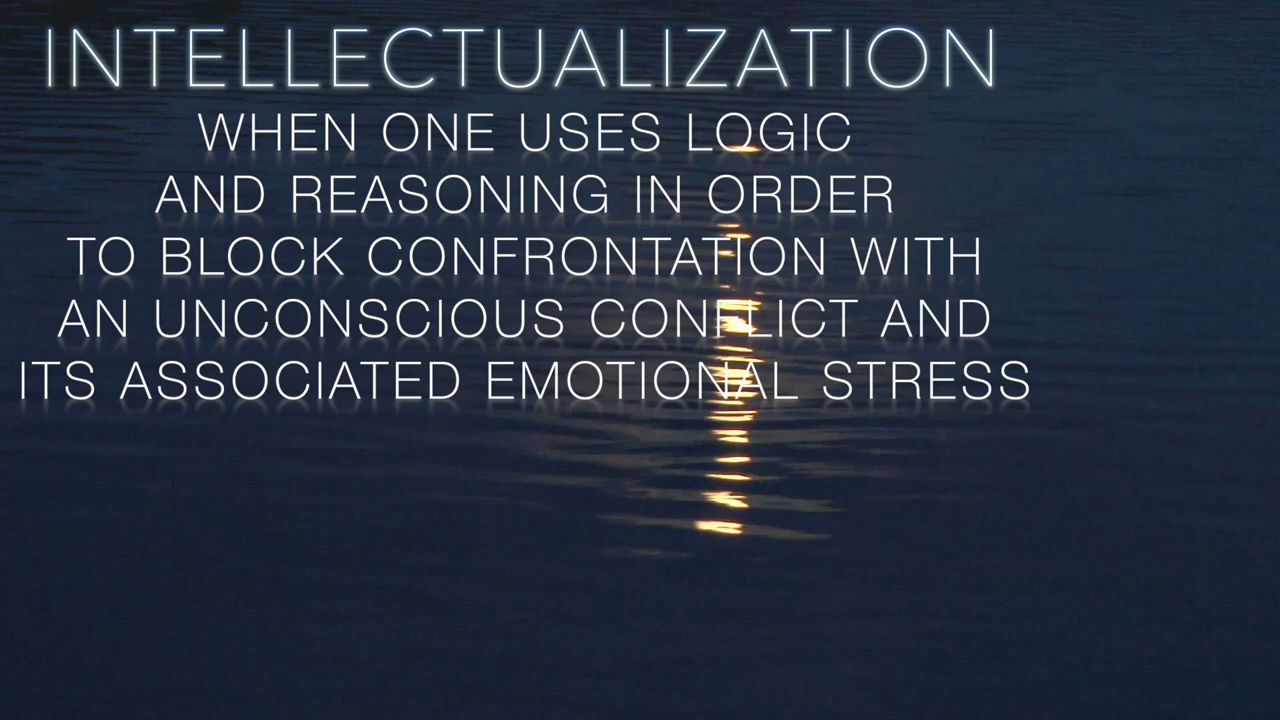 INTELLECTUALIZATION
WHEN ONE USES LOGIC
AND REASONING IN ORDER
TO BLOCK CONFRONTATION WITH
AN UNCONSCIOUS CONFLICT AND
ITS ASSOCIATED EMOTIONAL STRESS